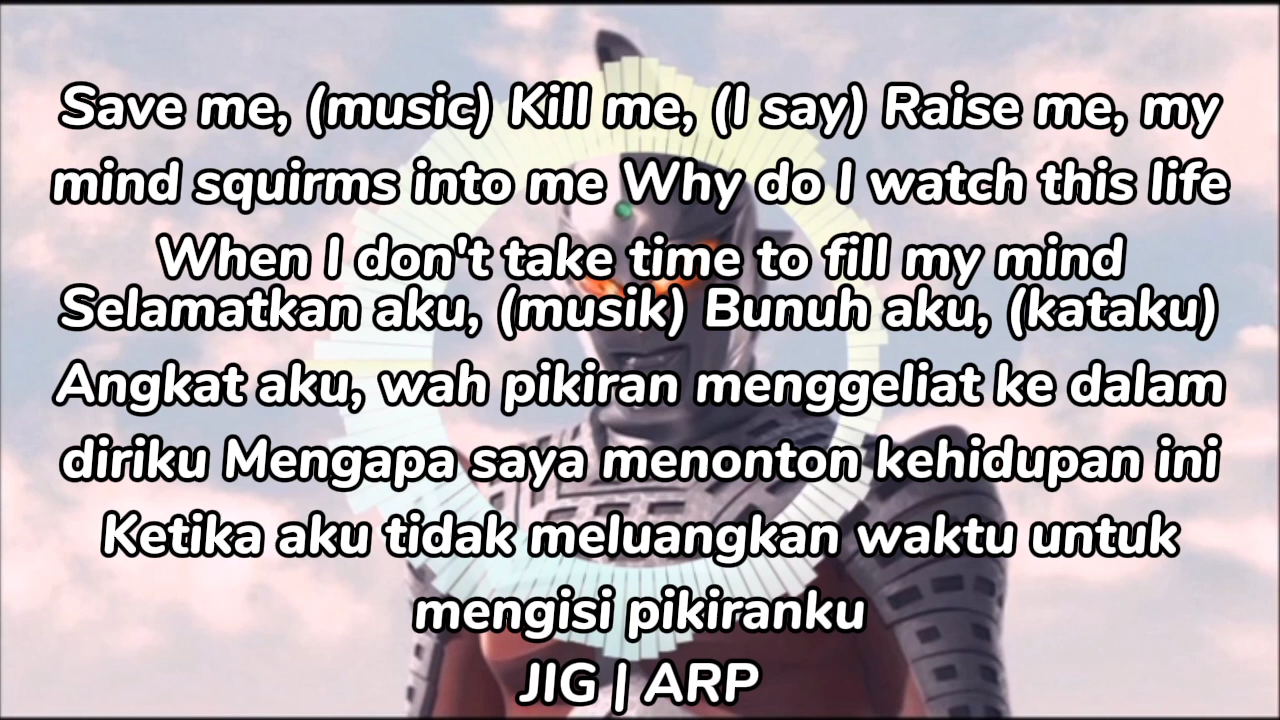 Save me, (music) Kill me, (I say) Raise me, my
mind squirms into me Why do I watch this life
When I don't take time to fill my mind
Selamatkan aku, (musik) Bunuh aku, (kataku)
Angkat aku, wah pikiran menggeliat ke dalam
diriku Mengapa saya menonton kehidupan ini
Ketika aku tidak meluangkan waktu untuk
mengisi pikiranku
JIG | ARP